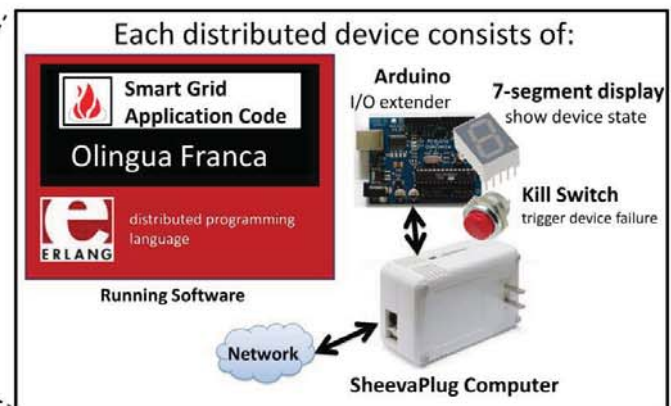 Each distributed device consists of:
Smart Grid
Application Code
Olingua Franca
e
ERLANG
distributed programming
language
Running Software
Arduino
I/O extender
7-segment display
show device state
Kill Switch
trigger device failure
Network
SheevaPlug Computer